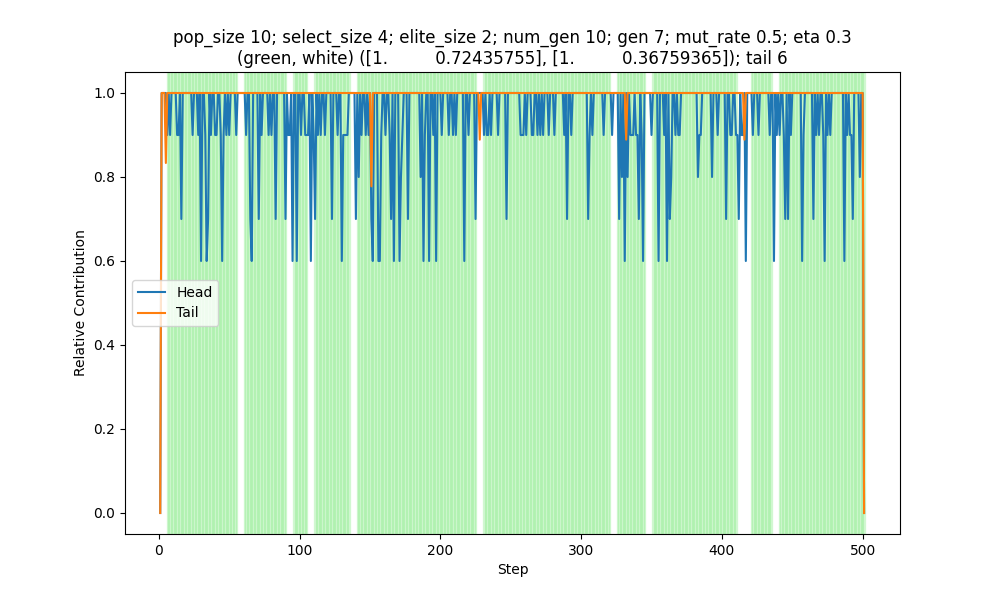 pop_size 10; select_size 4; elite_size 2; num_gen 10; gen 7; mut_rate 0.5; eta 0.3
(green, white) ([1.          0.72435755], [1.          0.36759365]); tail 6
1.0
0.8
0.6
0.4
0.2
0.0
Relative Contribution
Head
Tail
0
100
200
300
400
500
Step